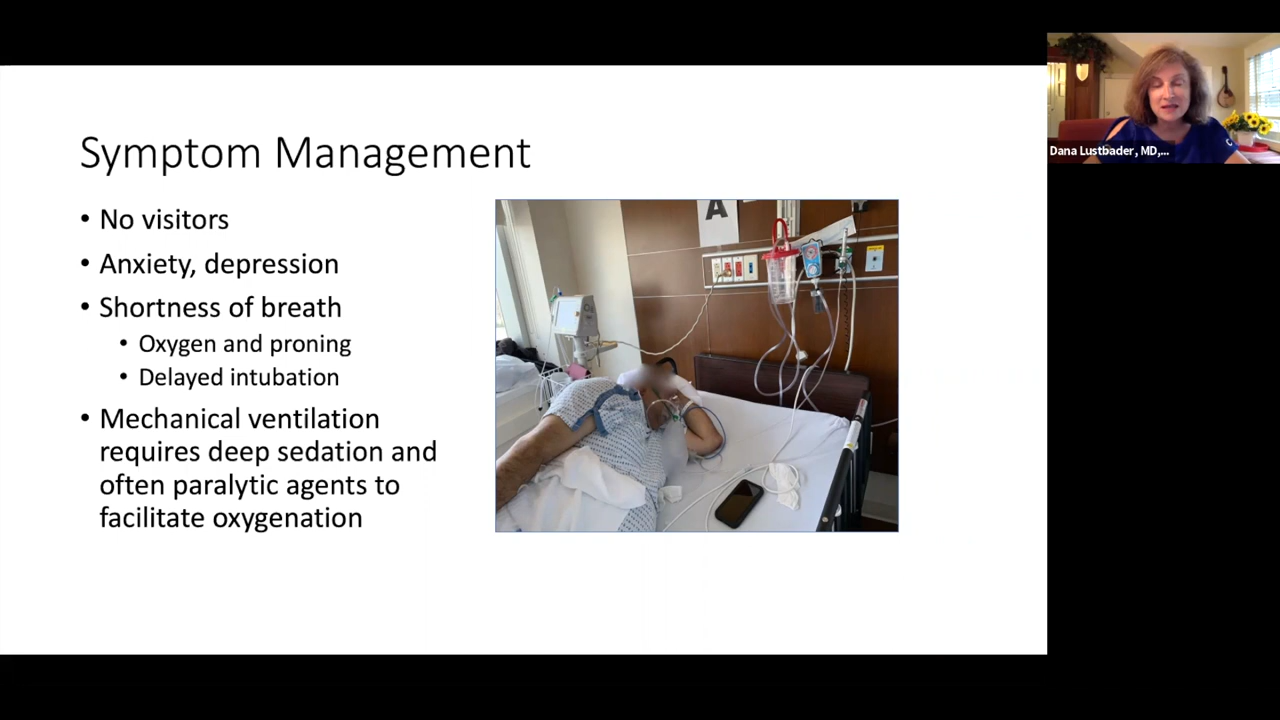 Symptom Management
• No visitors
• Anxiety, depression
• Shortness of breath
• Oxygen and proning
• Delayed intubation
• Mechanical ventilation
requires deep sedation and
often paralytic agents to
facilitate oxygenation
A
Dana Lustbader, MD,...